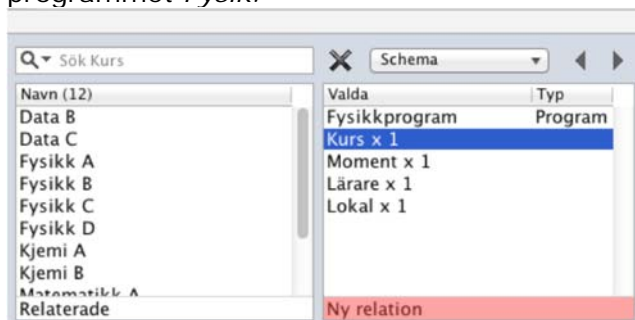 programmet Fysik.
Sök Kurs
Schema
Navn (12)
Data B
Data C
Fysikk A
Fysikk B
Fysikk C
Fysikk D
Kjemi A
Kjemi B
Matematikk A
Relaterade
Valda Typ
Fysikkprogram Program
Kurs x 1
Moment x 1
Lärare x 1
Lokal x 1
Ny relation